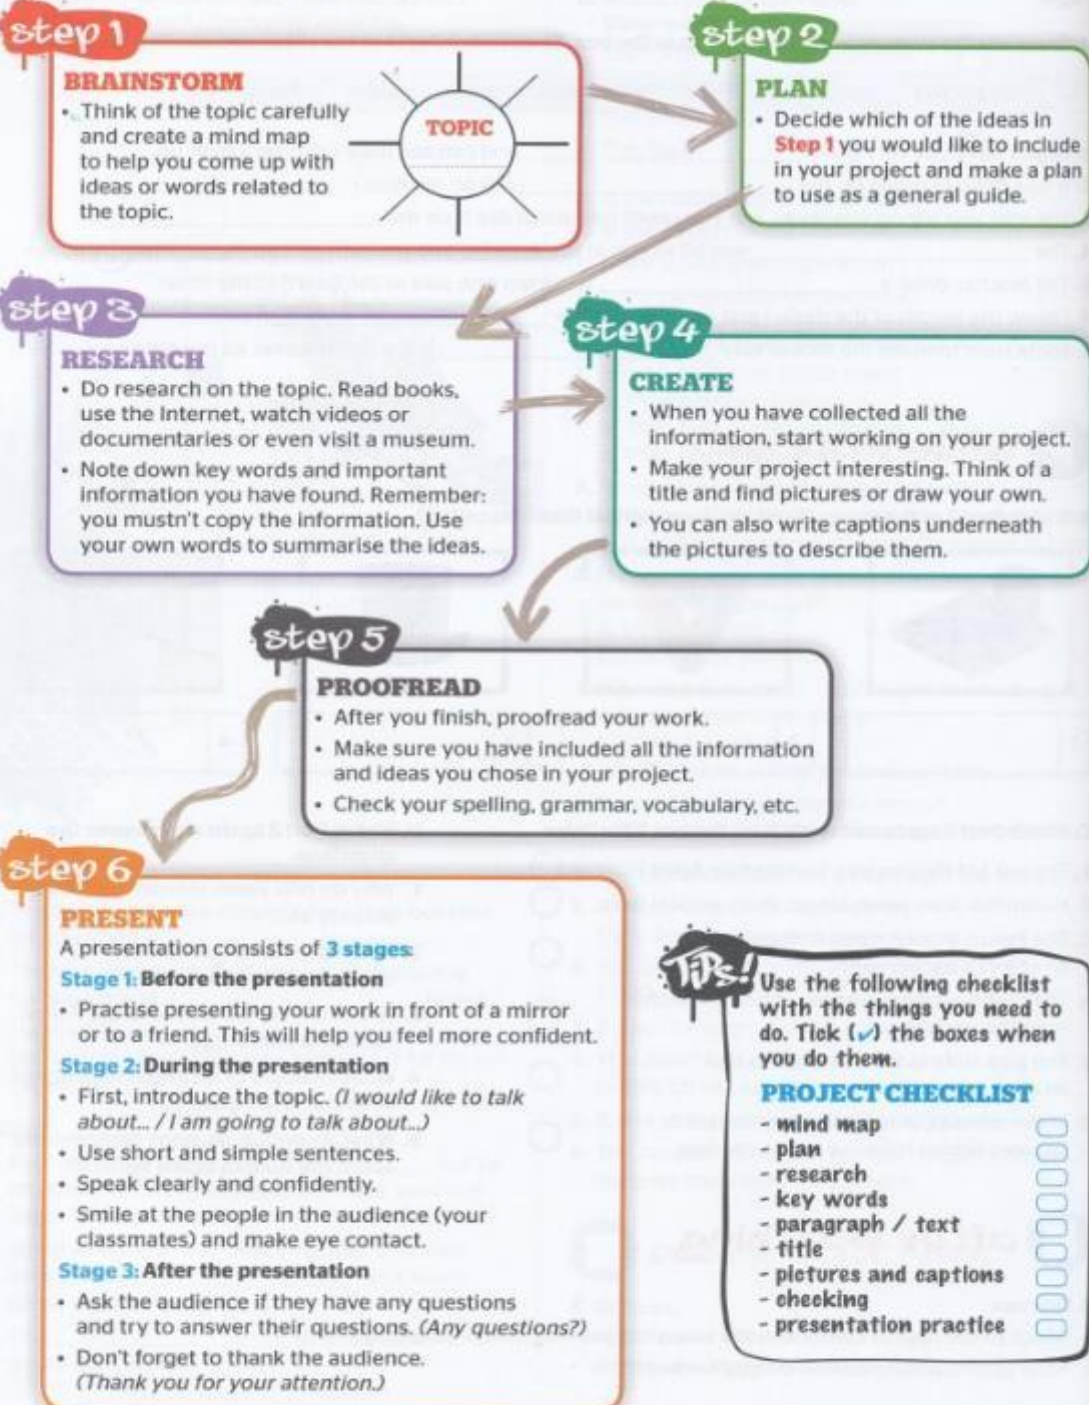 step 1
BRAINSTORM
• Think of the topic carefully
and create a mind map
to help you come up with
ideas or words related to
the topic.
TOPIC
step 2
PLAN
• Decide which of the ideas in
Step 1 you would like to include
in your project and make a plan
to use as a general guide.
step 3
RESEARCH
• Do research on the topic. Read books,
use the Internet, watch videos or
documentaries or even visit a museum.
• Note down key words and important
information you have found. Remember:
you mustn't copy the information. Use
your own words to summarise the ideas.
step 4
CREATE
• When you have collected all the
information, start working on your project.
• Make your project interesting. Think of a
title and find pictures or draw your own.
• You can also write captions underneath
the pictures to describe them.
step 5
PROOFREAD
• After you finish, proofread your work.
• Make sure you have included all the information
and ideas you chose in your project.
• Check your spelling, grammar, vocabulary, etc.
step 6
PRESENT
A presentation consists of 3 stages:
Stage 1: Before the presentation
• Practise presenting your work in front of a mirror
or to a friend. This will help you feel more confident.
Stage 2: During the presentation
• First, introduce the topic. (I would like to talk
about... / I am going to talk about...)
• Use short and simple sentences.
• Speak clearly and confidently.
• Smile at the people in the audience (your
classmates) and make eye contact.
Stage 3: After the presentation
• Ask the audience if they have any questions
and try to answer their questions. (Any questions?)
• Don't forget to thank the audience.
(Thank you for your attention.)
TiPs!
Use the following checklist
with the things you need to
do. Tick (✓) the boxes when
you do them.
PROJECT CHECKLIST
- mind map
- plan
- research
- key words
- paragraph / text
- title
- pictures and captions
- checking
- presentation practice